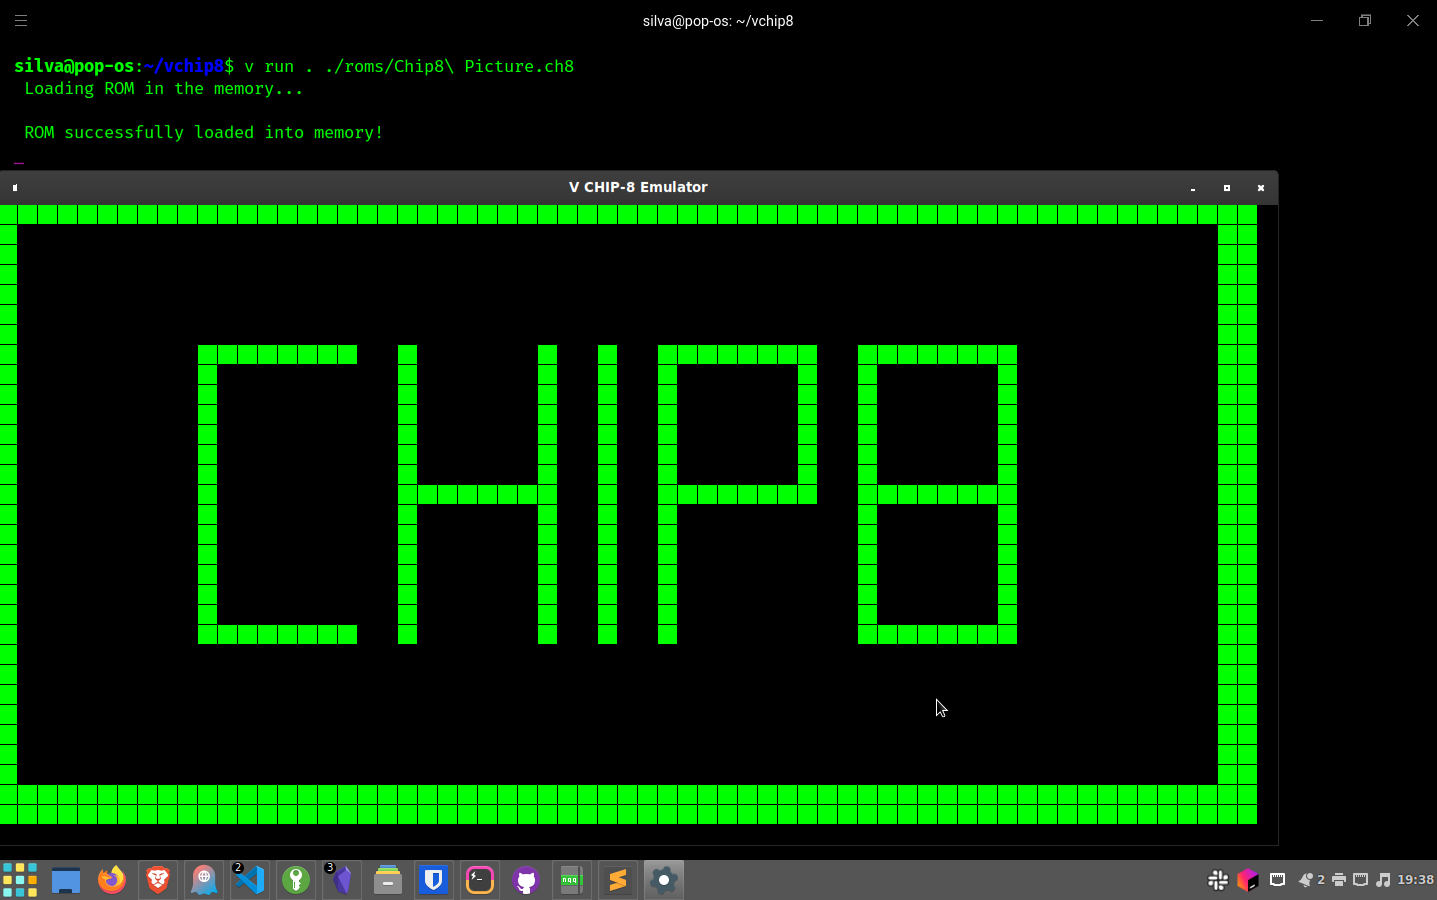 silva@pop-os: ~/vchip8
silva@pop-os:~/vchip8$ v run . ./roms/Chip8\ Picture.ch8
Loading ROM in the memory...
ROM successfully loaded into memory!
V CHIP-8 Emulator
CHIP8
2
3
nqq
2
19:38